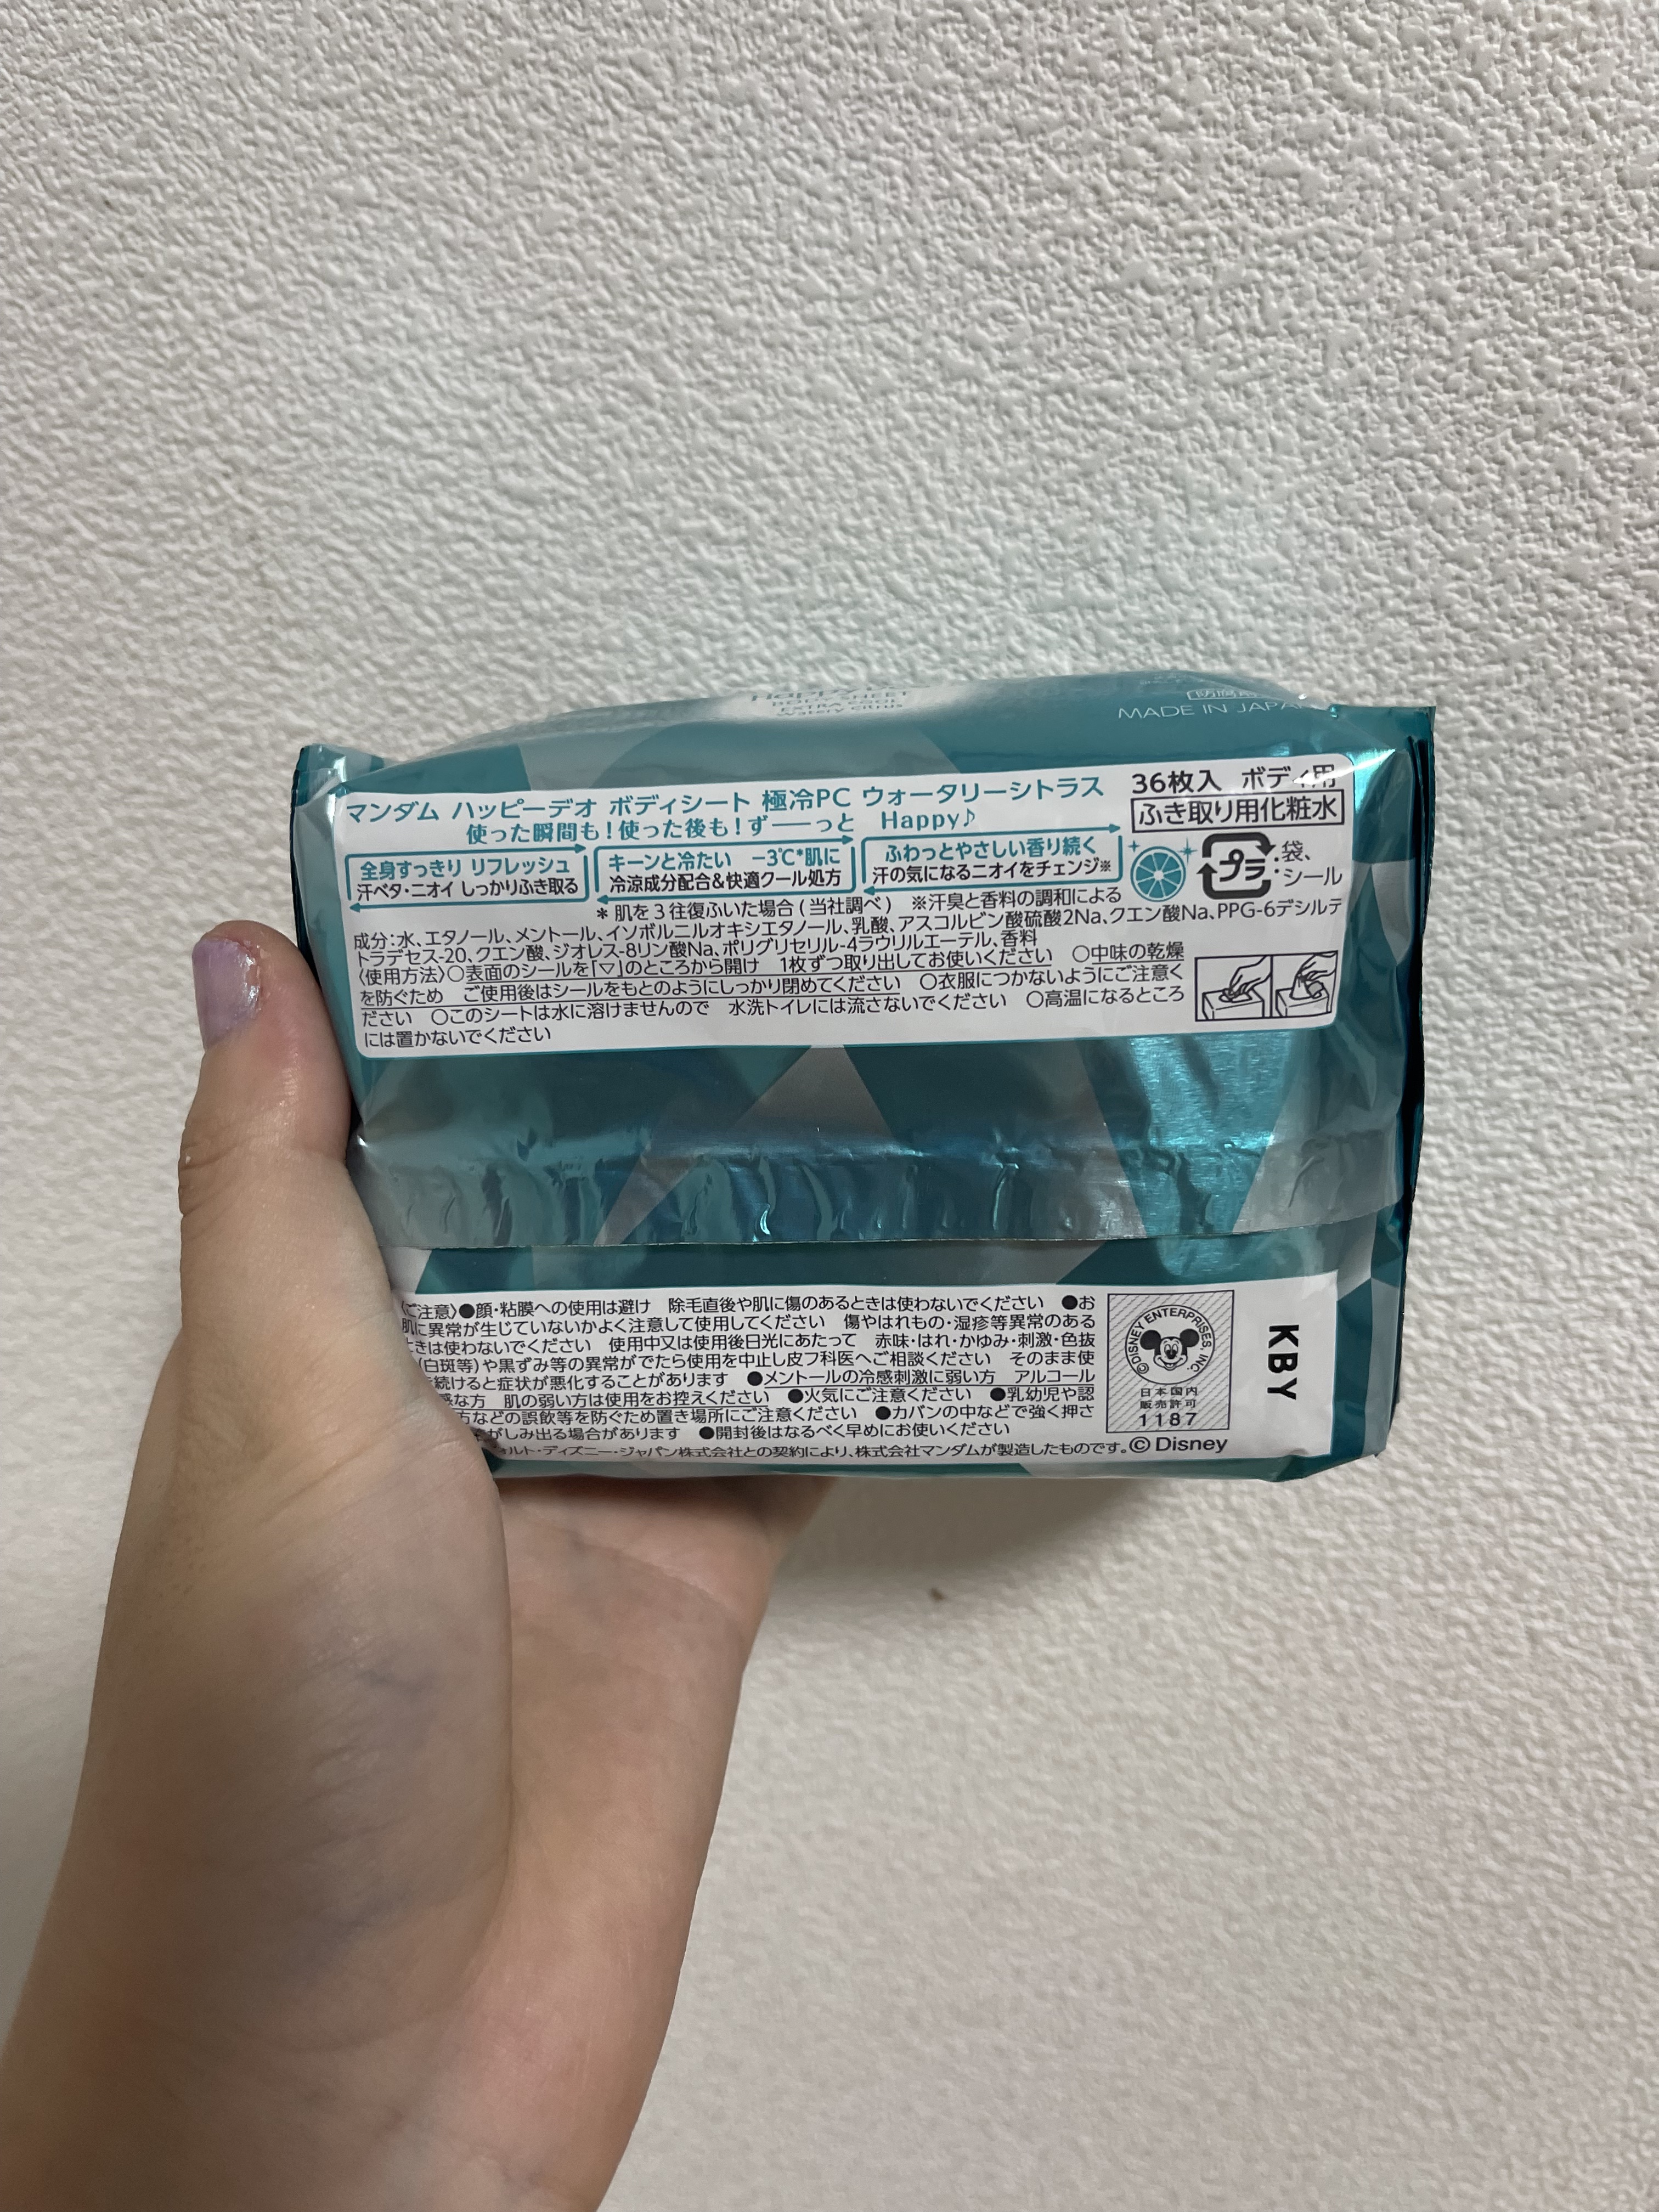 Happy
BODY SHEET
EXTRA COOL
Watery citrus
MADE IN JAPAN
マンダム ハッピーデオ ボディシート 極冷PC ウォータリーシトラス
36枚入 ボディ用
ふき取り用化粧水
使った瞬間も!使った後も!ず――っと Happy♪
全身すっきり リフレッシュ
汗ベタ・ニオイ しっかりふき取る
キーンと冷たい −3℃*肌に
冷涼成分配合&快適クール処方
ふわっとやさしい香り続く
汗の気になるニオイをチェンジ※
プラ
袋、
シール
*肌を3往復ふいた場合(当社調べ) ※汗臭と香料の調和による
成分:水、エタノール、メントール、イソボルニルオキシエタノール、乳酸、アスコルビン酸硫酸2Na、クエン酸Na、PPG-6デシルテ
トラデセス-20、クエン酸、ジオレス-8リン酸Na、ポリグリセリル-4ラウリルエーテル、香料
〈使用方法〉○表面のシールを「▽」のところから開け 1枚ずつ取り出してお使いください ○中味の乾燥
を防ぐため ご使用後はシールをもとのようにしっかり閉めてください ○衣服につかないようにご注意く
ださい ○このシートは水に溶けませんので 水洗トイレには流さないでください ○高温になるところ
には置かないでください
〈ご注意〉●顔・粘膜への使用は避け 除毛直後や肌に傷のあるときは使わないでください ●お
肌に異常が生じていないかよく注意して使用してください 傷やはれもの・湿疹等異常のある
ときは使わないでください 使用中又は使用後日光にあたって 赤味・はれ・かゆみ・刺激・色抜
(白斑等)や黒ずみ等の異常がでたら使用を中止し皮フ科医へご相談ください そのまま使
続けると症状が悪化することがあります ●メントールの冷感刺激に弱い方 アルコール
な方 肌の弱い方は使用をお控えください ●火気にご注意ください ●乳幼児や認
方などの誤飲等を防ぐため置き場所にご注意ください ●カバンの中などで強く押さ
がしみ出る場合があります ●開封後はなるべく早めにお使いください
ォルト・ディズニー・ジャパン株式会社との契約により、株式会社マンダムが製造したものです。© Disney
©DISNEY ENTERPRISES, INC.
日本国内
販売許可
1187
KBY